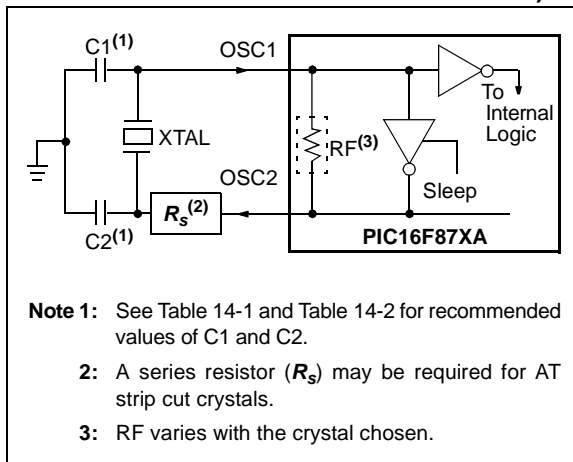 C1(1)
OSC1
To
Internal
Logic
XTAL
RF(3)
OSC2
Sleep
Rs(2)
C2(1)
PIC16F87XA
Note 1: See Table 14-1 and Table 14-2 for recommended
values of C1 and C2.
2: A series resistor (Rs) may be required for AT
strip cut crystals.
3: RF varies with the crystal chosen.